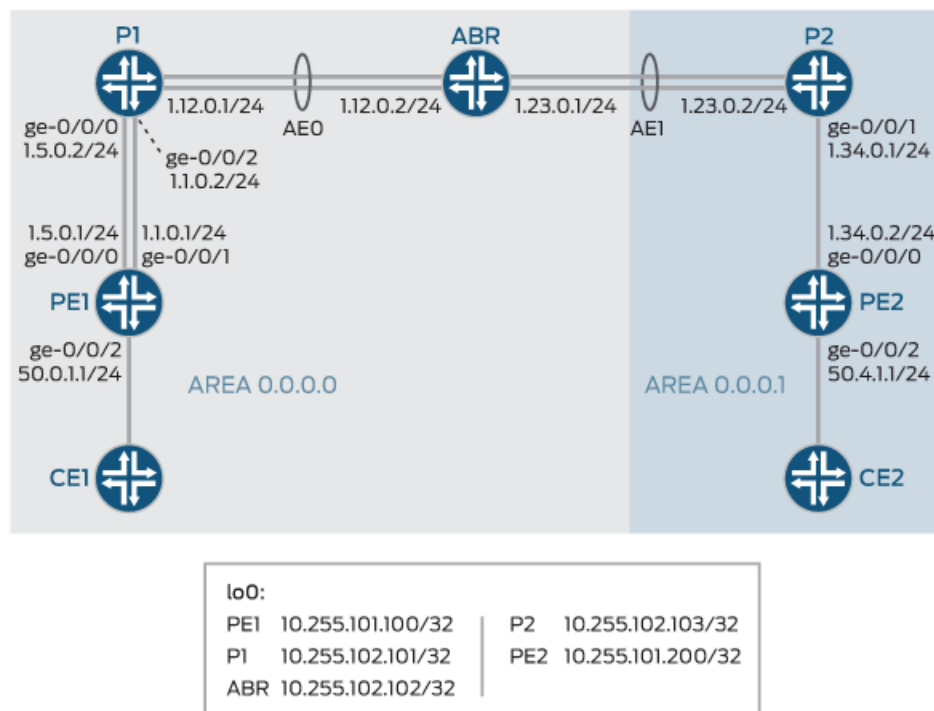 P1
ABR
P2
1.12.0.1/24
1.12.0.2/24
1.23.0.1/24
1.23.0.2/24
AE0
AE1
ge-0/0/0
1.5.0.2/24
ge-0/0/2
1.1.0.2/24
ge-0/0/1
1.34.0.1/24
1.5.0.1/24
ge-0/0/0
1.1.0.1/24
ge-0/0/1
1.34.0.2/24
ge-0/0/0
PE1
PE2
ge-0/0/2
50.0.1.1/24
ge-0/0/2
50.4.1.1/24
AREA 0.0.0.0
AREA 0.0.0.1
CE1
CE2
lo0:
PE1 10.255.101.100/32
P2 10.255.102.103/32
P1 10.255.102.101/32
PE2 10.255.101.200/32
ABR 10.255.102.102/32